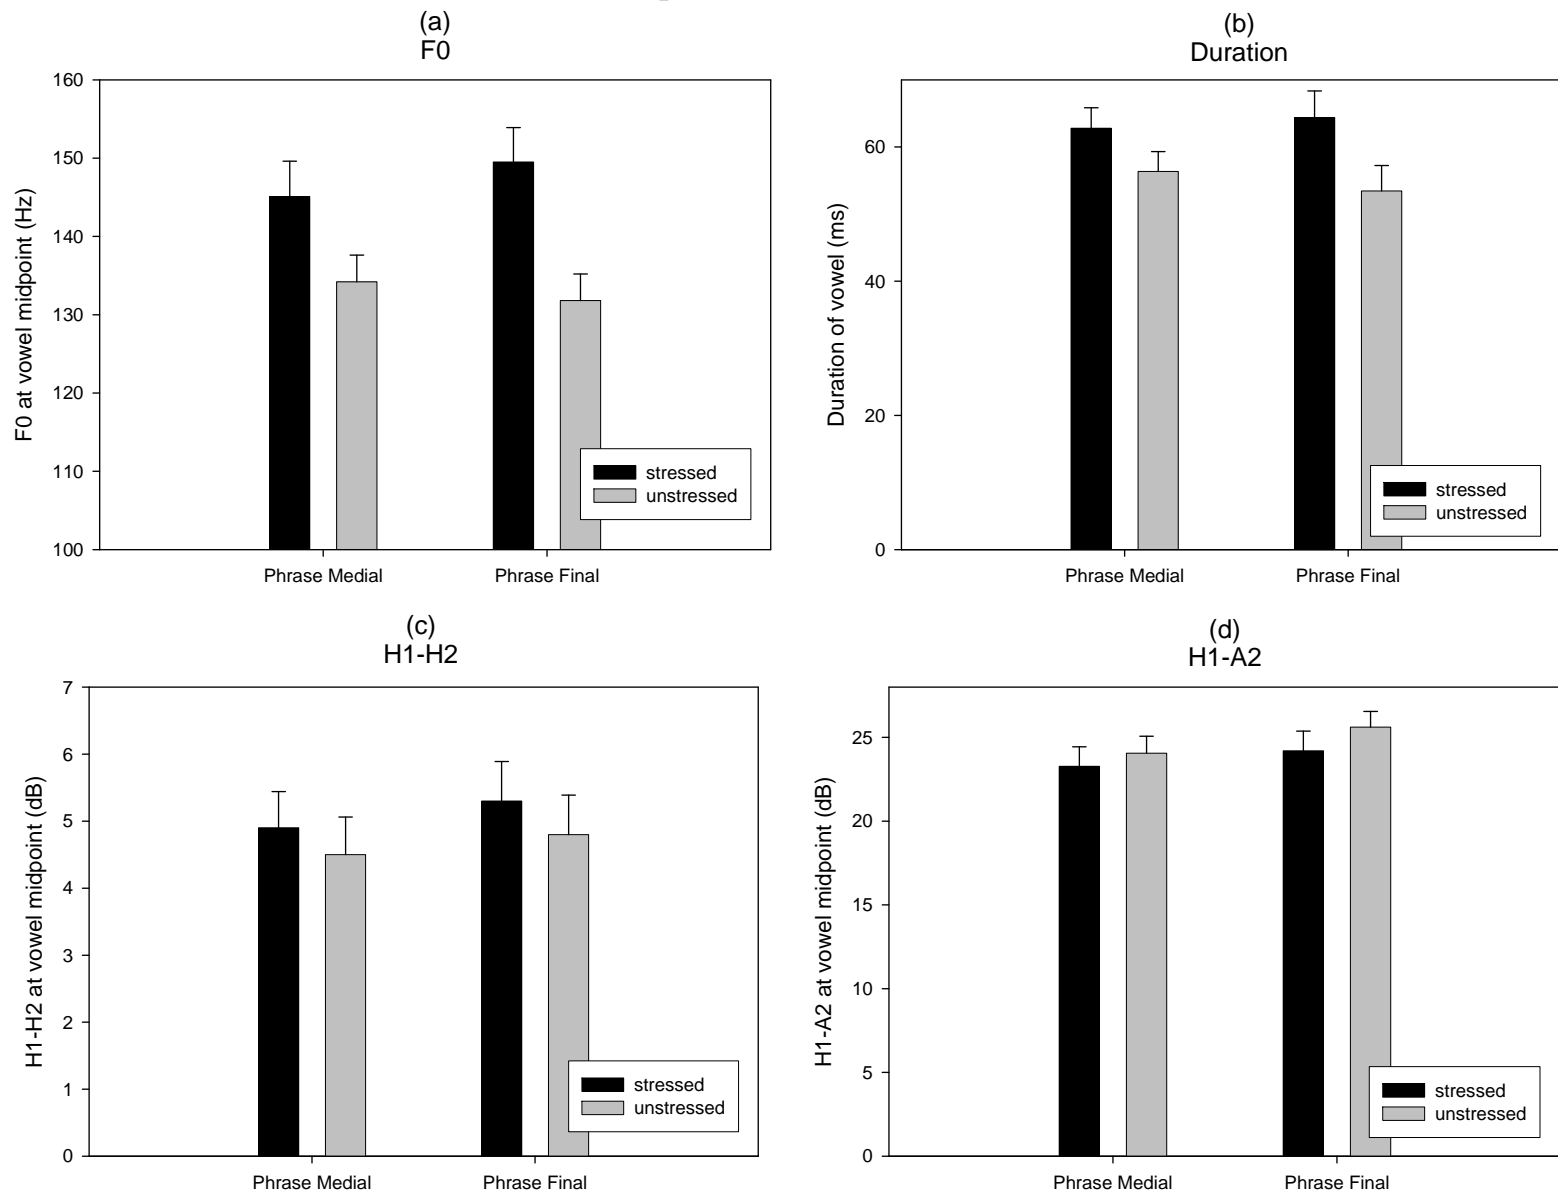 (a)
F0
F0 at vowel midpoint (Hz)
160
150
140
130
120
110
100
stressed
unstressed
Phrase Medial
Phrase Final
(b)
Duration
Duration of vowel (ms)
60
40
20
0
stressed
unstressed
Phrase Medial
Phrase Final
(c)
H1-H2
H1-H2 at vowel midpoint (dB)
7
6
5
4
3
2
1
0
stressed
unstressed
Phrase Medial
Phrase Final
(d)
H1-A2
H1-A2 at vowel midpoint (dB)
25
20
15
10
5
0
stressed
unstressed
Phrase Medial
Phrase Final